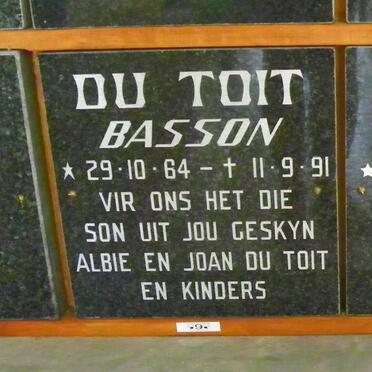 DU TOIT
BASSON
★ 29·10·64 – † 11·9·91
VIR ONS HET DIE
SON UIT JOU GESKYN
ALBIE EN JOAN DU TOIT
EN KINDERS
9